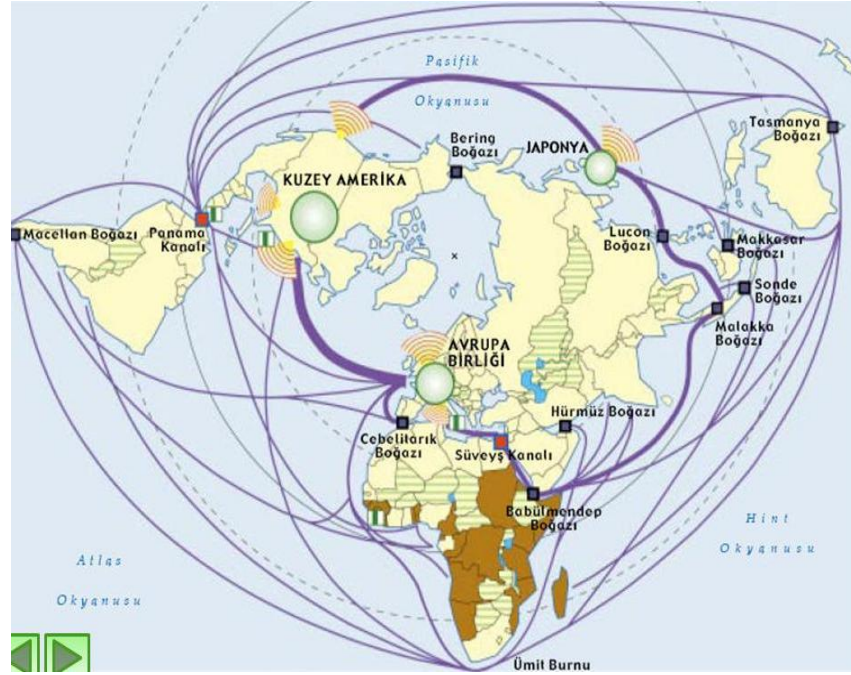 Pasifik
Okyanusu
Tasmanya
Boğazı
Bering
Boğazı
JAPONYA
KUZEY AMERİKA
Macellan Boğazı
Panama
Kanalı
Lucon
Boğazı
Makkasar
Boğazı
Sonde
Boğazı
Malakka
Boğazı
AVRUPA
BİRLİĞİ
Hürmüz Boğazı
Cebelitarık
Boğazı
Süveyş Kanalı
Babülmendep
Boğazı
Hint
Okyanusu
Atlas
Okyanusu
Ümit Burnu